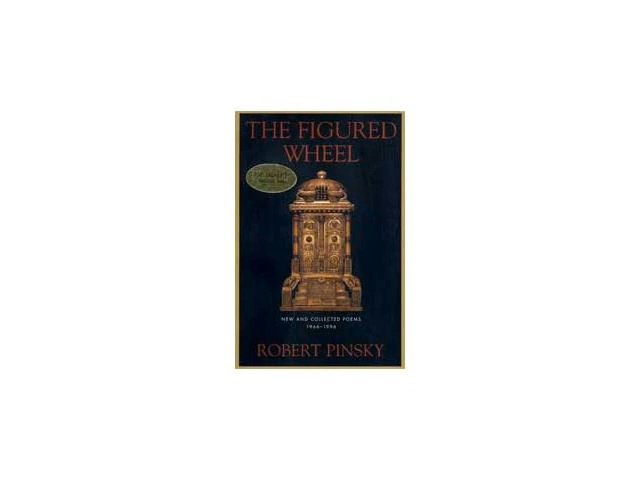 THE FIGURED
WHEEL
NEW AND COLLECTED POEMS
1966–1996
ROBERT PINSKY